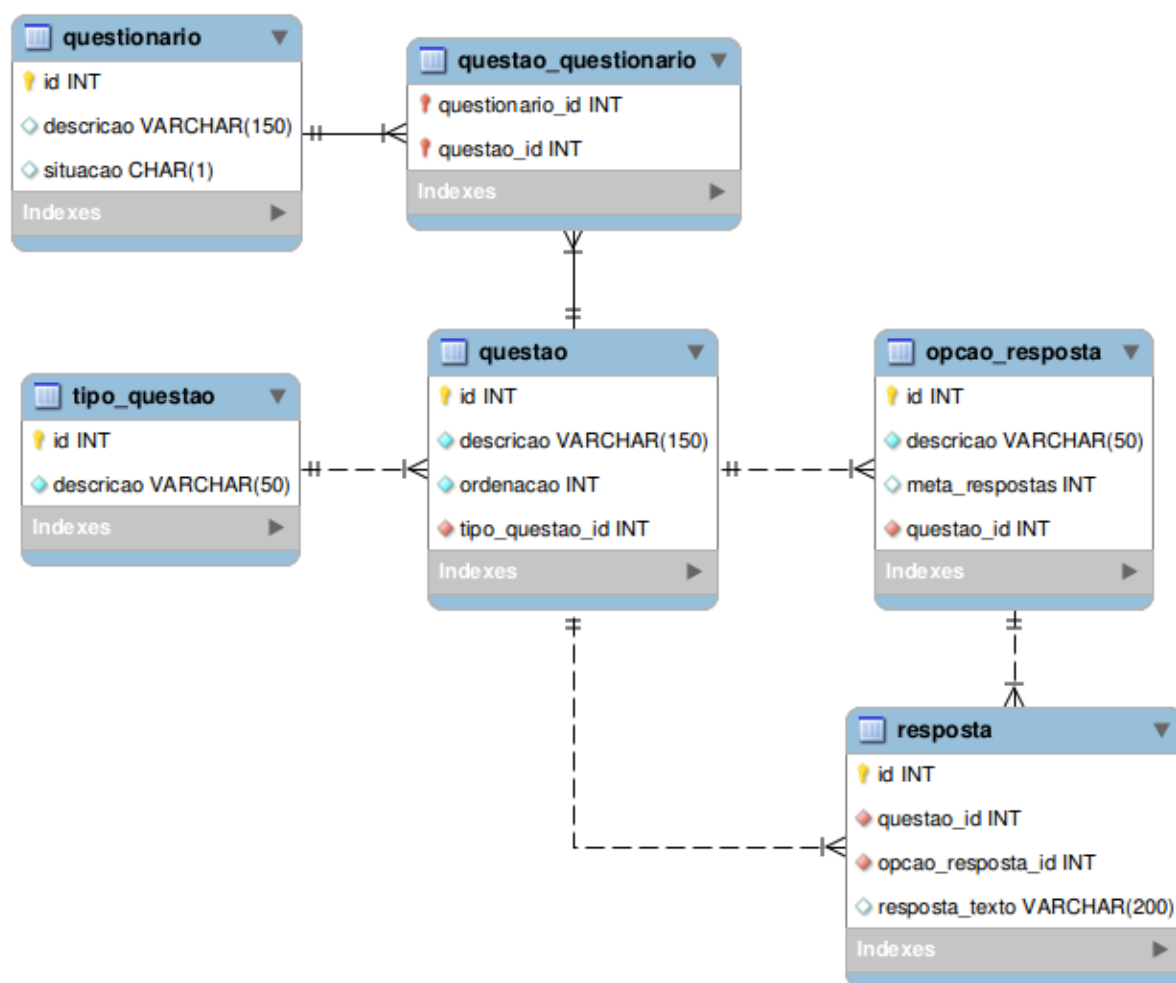 questionario
id INT
descricao VARCHAR(150)
situacao CHAR(1)
Indexes
questao_questionario
questionario_id INT
questao_id INT
Indexes
tipo_questao
id INT
descricao VARCHAR(50)
Indexes
questao
id INT
descricao VARCHAR(150)
ordenacao INT
tipo_questao_id INT
Indexes
opcao_resposta
id INT
descricao VARCHAR(50)
meta_respostas INT
questao_id INT
Indexes
resposta
id INT
questao_id INT
opcao_resposta_id INT
resposta_texto VARCHAR(200)
Indexes